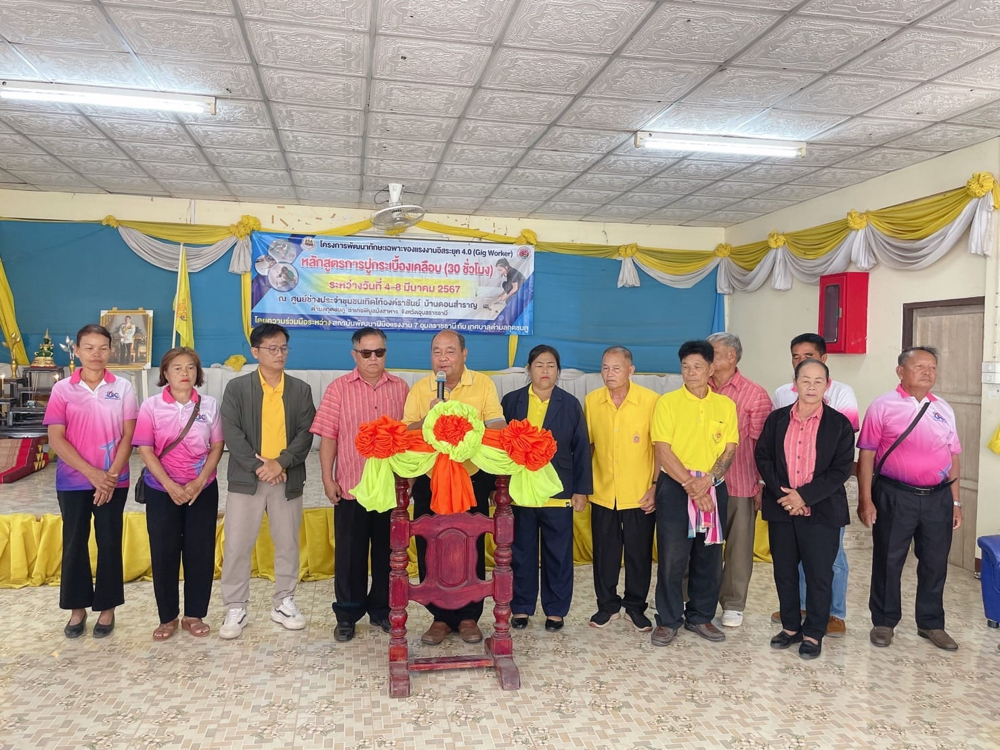 โครงการพัฒนาทักษะเฉพาะของแรงงานอิสระยุค 4.0 (Gig Worker)
หลักสูตรการปูกระเบื้องเคลือบ (30 ชั่วโมง)
ระหว่างวันที่ 4-8 มีนาคม 2567
ณ ศูนย์ช่างประจำชุมชนเทิดไท้องค์ราชันย์ บ้านดอนสำราญ
ตำบลกุดชมภู อำเภอพิบูลมังสาหาร จังหวัดอุบลราชธานี
โดยความร่วมมือระหว่าง สถาบันพัฒนาฝีมือแรงงาน 7 อุบลราชธานี กับ เทศบาลตำบลกุดชมภู